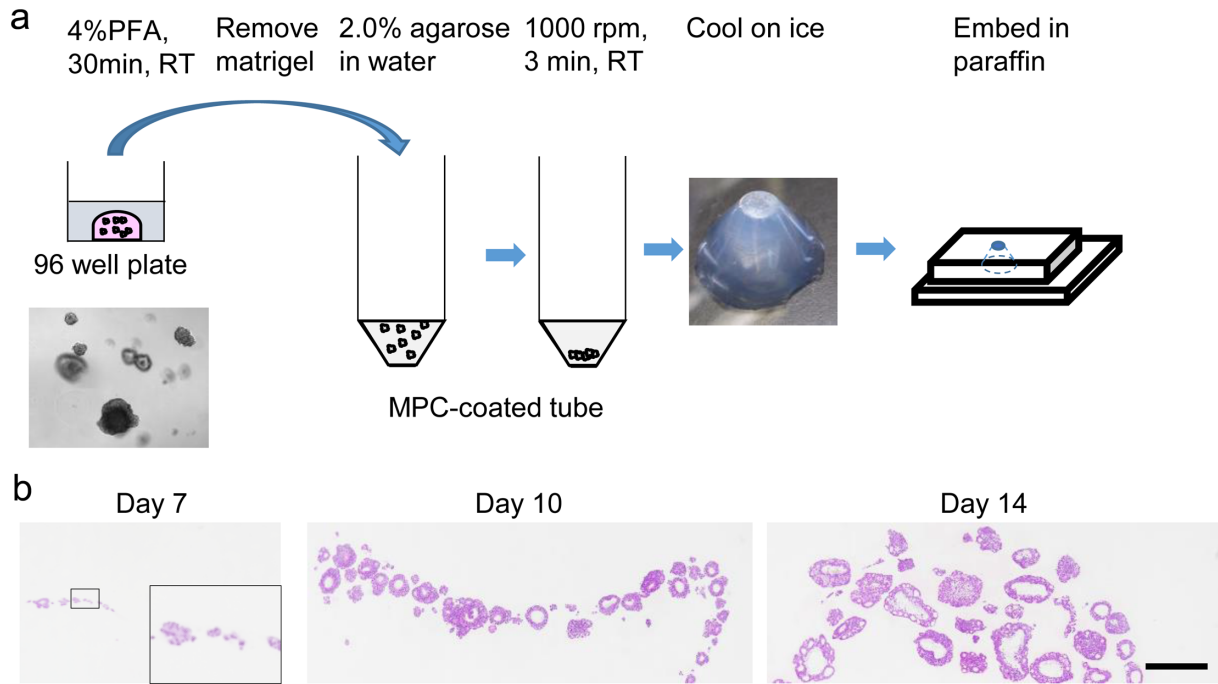 a
4%PFA,
30min, RT
Remove
matrigel
2.0% agarose
in water
1000 rpm,
3 min, RT
Cool on ice
Embed in
paraffin
96 well plate
MPC-coated tube
b
Day 7
Day 10
Day 14